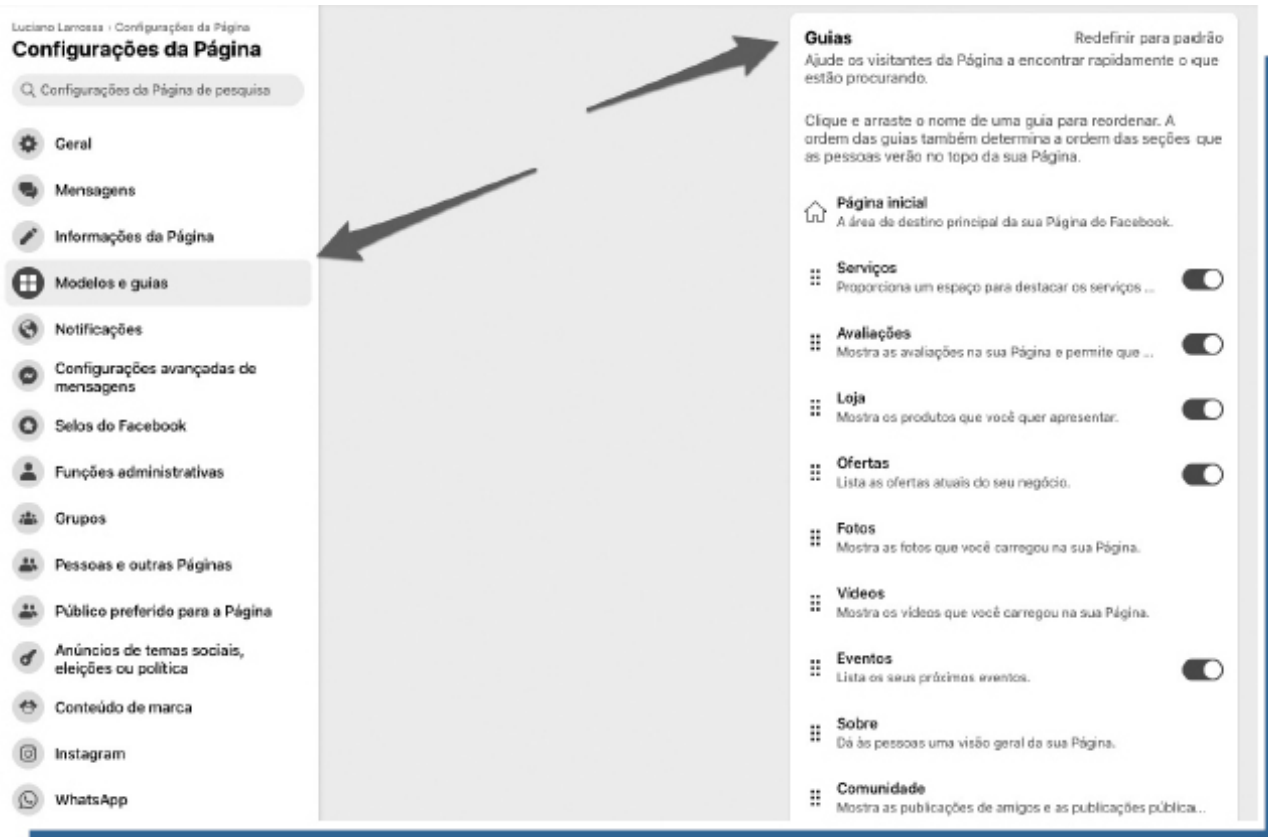 Luciano Larrossa › Configurações da Página
Configurações da Página
Configurações da Página de pesquisa
Geral
Mensagens
Informações da Página
Modelos e guias
Notificações
Configurações avançadas de
mensagens
Selos do Facebook
Funções administrativas
Grupos
Pessoas e outras Páginas
Público preferido para a Página
Anúncios de temas sociais,
eleições ou política
Conteúdo de marca
Instagram
WhatsApp
Guias
Redefinir para padrão
Ajude os visitantes da Página a encontrar rapidamente o que
estão procurando.
Clique e arraste o nome de uma guia para reordenar. A
ordem das guias também determina a ordem das seções que
as pessoas verão no topo da sua Página.
Página inicial
A área de destino principal da sua Página do Facebook.
Serviços
Proporciona um espaço para destacar os serviços ...
Avaliações
Mostra as avaliações na sua Página e permite que ...
Loja
Mostra os produtos que você quer apresentar.
Ofertas
Lista as ofertas atuais do seu negócio.
Fotos
Mostra as fotos que você carregou na sua Página.
Vídeos
Mostra os vídeos que você carregou na sua Página.
Eventos
Lista os seus próximos eventos.
Sobre
Dá às pessoas uma visão geral da sua Página.
Comunidade
Mostra as publicações de amigos e as publicações pública...